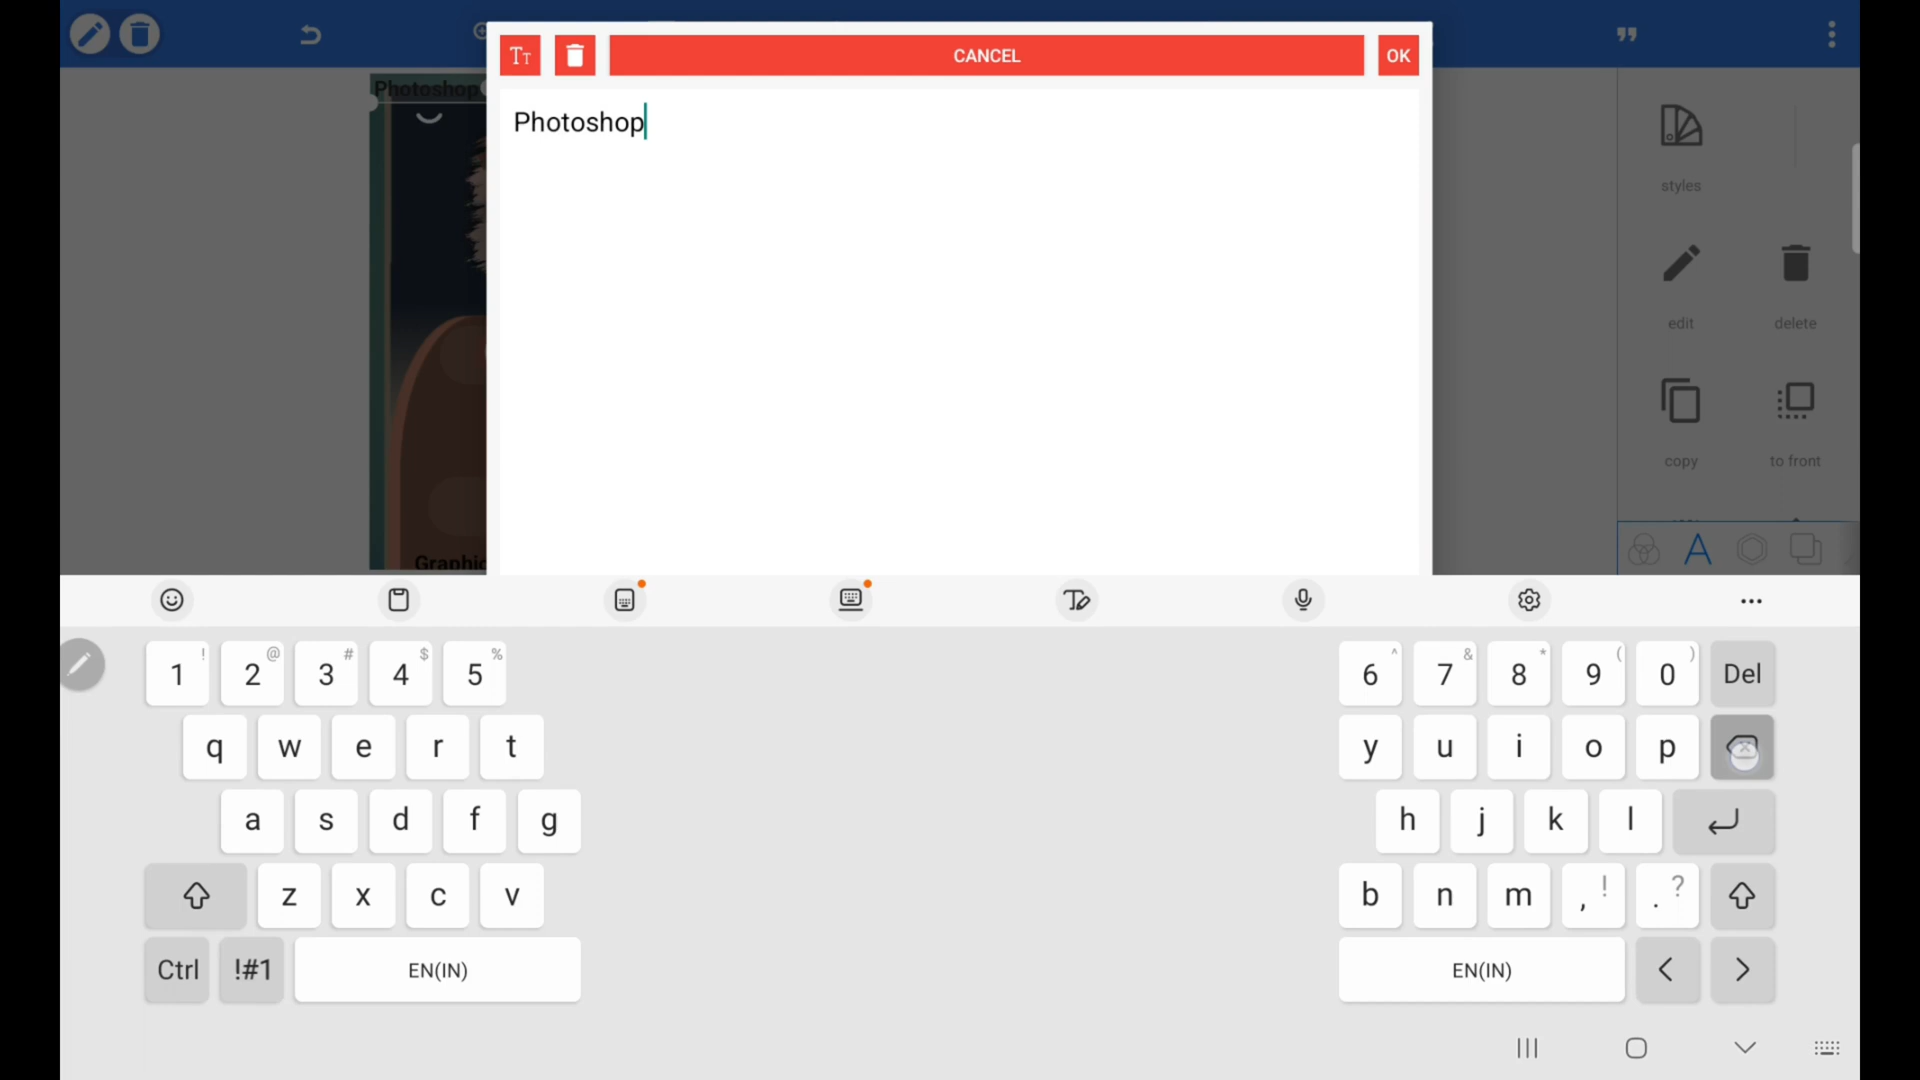 Tт CANCEL OK
Photoshop
Photoshop
styles
edit delete
copy to front
Graphic
A
1 ! 2 @ 3 # 4 $ 5 % 6 ^ 7 & 8 * 9 ( 0 ) Del
q w e r t y u i o p
a s d f g h j k l
z x c v b n m , ! . ?
Ctrl !#1 EN(IN) EN(IN) < >